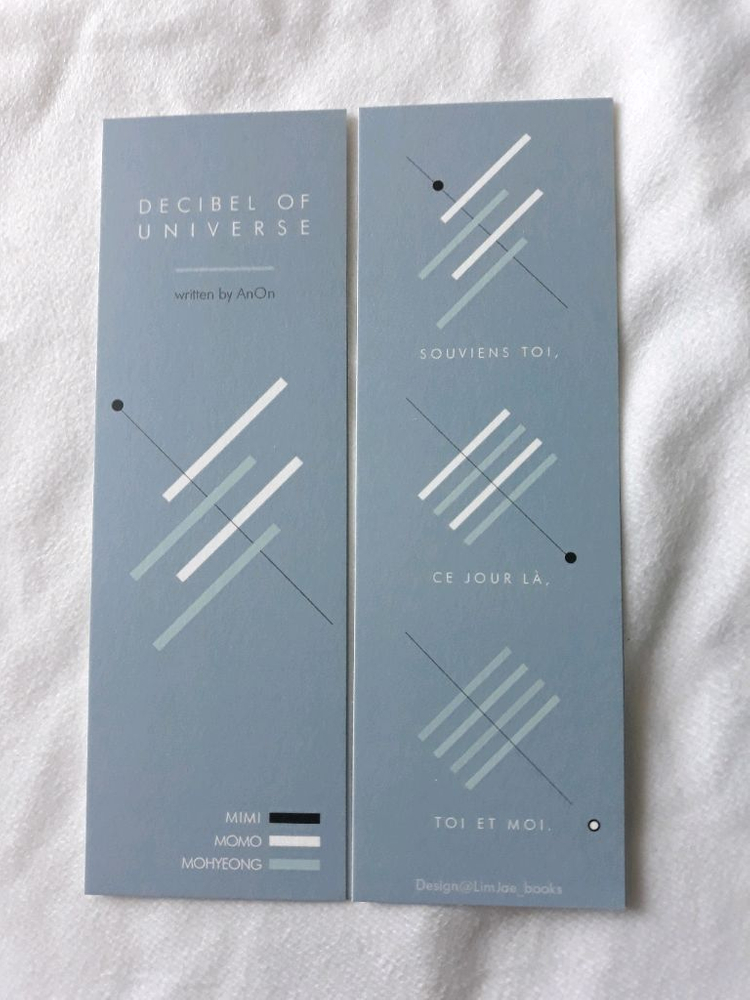 DECIBEL OF
UNIVERSE
written by AnOn
MIMI
MOMO
MOHYEONG
SOUVIENS TOI,
CE JOUR LÀ,
TOI ET MOI.
Design@LimJae_books